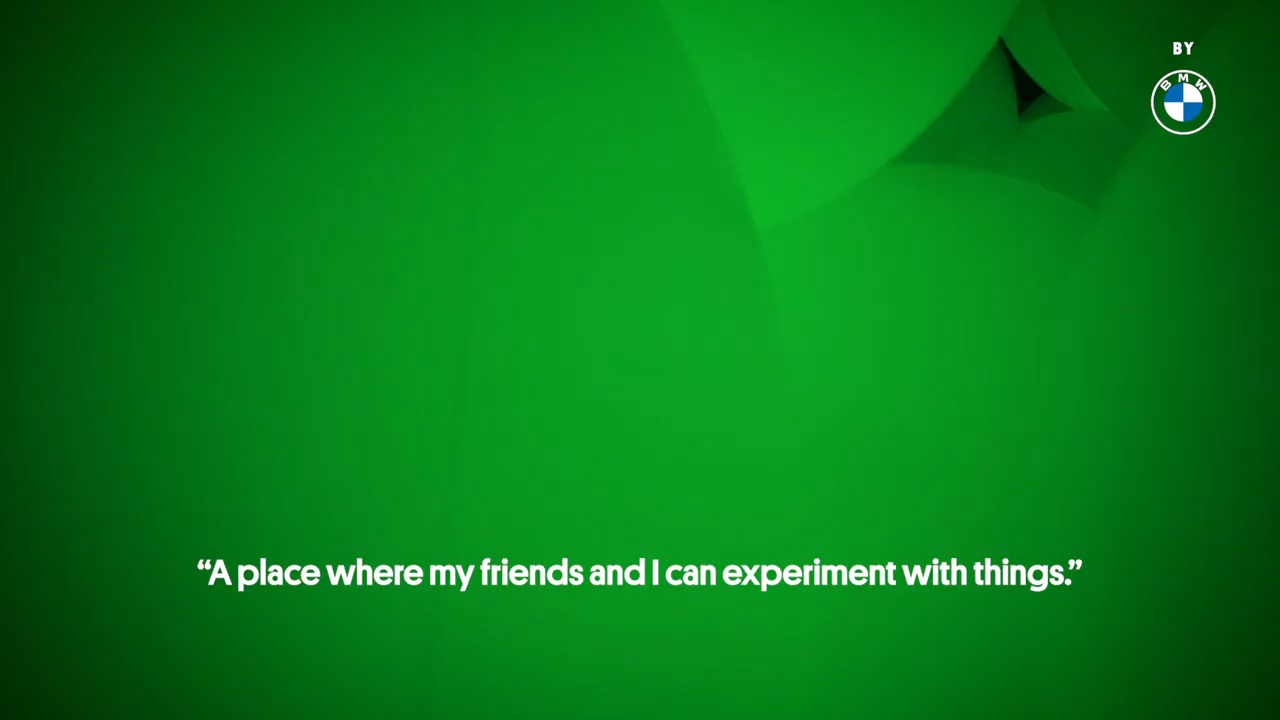 BY
BMW
“A place where my friends and I can experiment with things.”